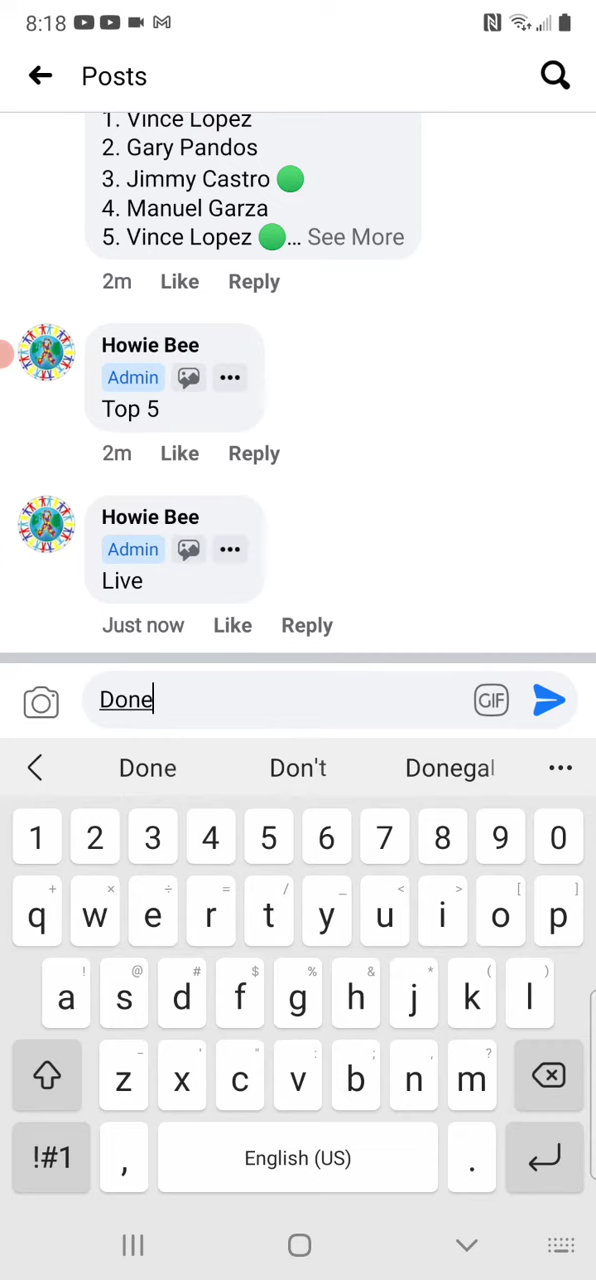 8:18
Posts
1. Vince Lopez
2. Gary Pandos
3. Jimmy Castro 🟢
4. Manuel Garza
5. Vince Lopez 🟢... See More
2m Like Reply
Howie Bee
Admin
Top 5
2m Like Reply
Howie Bee
Admin
Live
Just now Like Reply
Done GIF
Done Don't Donegal
1 2 3 4 5 6 7 8 9 0
+ × ÷ = / _ < > [ ]
q w e r t y u i o p
! @ # $ % & * ( )
a s d f g h j k l
- ' " : ; , ?
z x c v b n m
!#1 , English (US) .